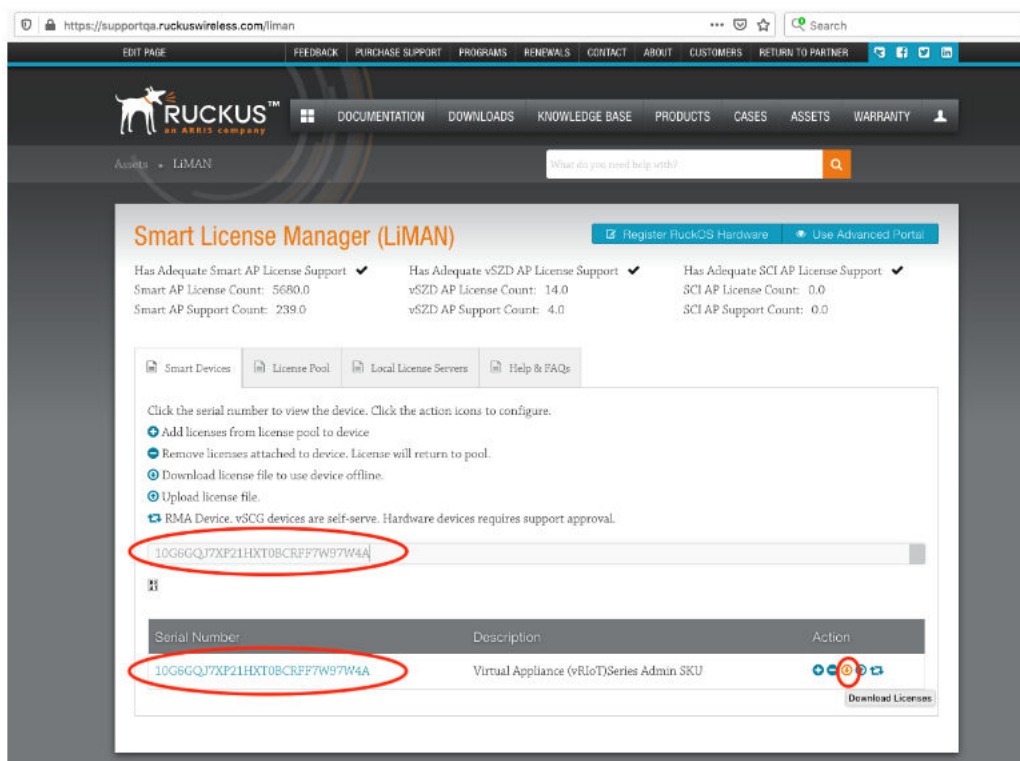 https://supportqa.ruckuswireless.com/liman
Search
EDIT PAGE FEEDBACK PURCHASE SUPPORT PROGRAMS RENEWALS CONTACT ABOUT CUSTOMERS RETURN TO PARTNER
RUCKUS™
an ARRIS company
DOCUMENTATION DOWNLOADS KNOWLEDGE BASE PRODUCTS CASES ASSETS WARRANTY
Assets LiMAN
What do you need help with?
Smart License Manager (LiMAN)
Register RuckOS Hardware Use Advanced Portal
Has Adequate Smart AP License Support Has Adequate vSZD AP License Support Has Adequate SCI AP License Support
Smart AP License Count: 5680.0 vSZD AP License Count: 14.0 SCI AP License Count: 0.0
Smart AP Support Count: 239.0 vSZD AP Support Count: 4.0 SCI AP Support Count: 0.0
Smart Devices License Pool Local License Servers Help & FAQs
Click the serial number to view the device. Click the action icons to configure.
Add licenses from license pool to device
Remove licenses attached to device. License will return to pool.
Download license file to use device offline.
Upload license file.
RMA Device. vSCG devices are self-serve. Hardware devices requires support approval.
10G6GQJ7XP21HXT0BCRFF7W97W4A
Serial Number Description Action
10G6GQJ7XP21HXT0BCRFF7W97W4A Virtual Appliance (vRIoT)Series Admin SKU
Download Licenses